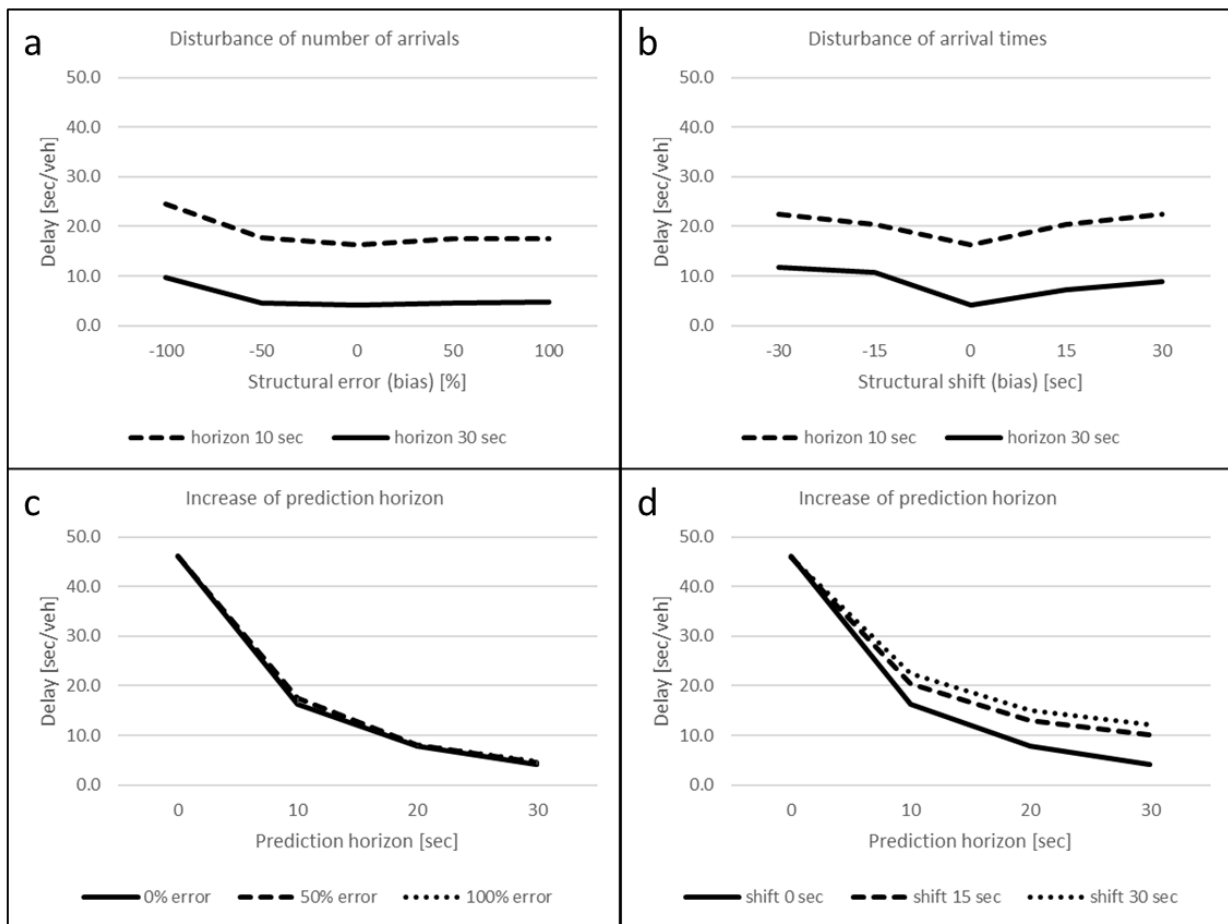 a
Disturbance of number of arrivals
50.0
40.0
30.0
20.0
10.0
0.0
Delay [sec/veh]
-100 -50 0 50 100
Structural error (bias) [%]
horizon 10 sec horizon 30 sec
b
Disturbance of arrival times
50.0
40.0
30.0
20.0
10.0
0.0
Delay [sec/veh]
-30 -15 0 15 30
Structural shift (bias) [sec]
horizon 10 sec horizon 30 sec
c
Increase of prediction horizon
50.0
40.0
30.0
20.0
10.0
0.0
Delay [sec/veh]
0 10 20 30
Prediction horizon [sec]
0% error 50% error 100% error
d
Increase of prediction horizon
50.0
40.0
30.0
20.0
10.0
0.0
Delay [sec/veh]
0 10 20 30
Prediction horizon [sec]
shift 0 sec shift 15 sec shift 30 sec